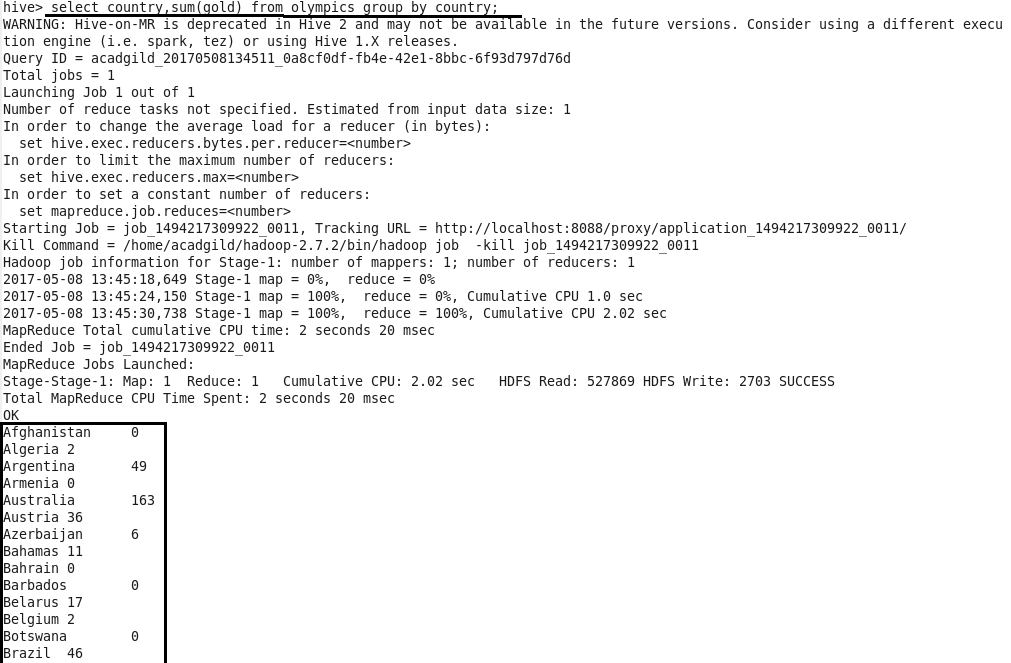 hive> select country,sum(gold) from olympics group by country;
WARNING: Hive-on-MR is deprecated in Hive 2 and may not be available in the future versions. Consider using a different execu
tion engine (i.e. spark, tez) or using Hive 1.X releases.
Query ID = acadgild_20170508134511_0a8cf0df-fb4e-42e1-8bbc-6f93d797d76d
Total jobs = 1
Launching Job 1 out of 1
Number of reduce tasks not specified. Estimated from input data size: 1
In order to change the average load for a reducer (in bytes):
  set hive.exec.reducers.bytes.per.reducer=<number>
In order to limit the maximum number of reducers:
  set hive.exec.reducers.max=<number>
In order to set a constant number of reducers:
  set mapreduce.job.reduces=<number>
Starting Job = job_1494217309922_0011, Tracking URL = http://localhost:8088/proxy/application_1494217309922_0011/
Kill Command = /home/acadgild/hadoop-2.7.2/bin/hadoop job  -kill job_1494217309922_0011
Hadoop job information for Stage-1: number of mappers: 1; number of reducers: 1
2017-05-08 13:45:18,649 Stage-1 map = 0%,  reduce = 0%
2017-05-08 13:45:24,150 Stage-1 map = 100%,  reduce = 0%, Cumulative CPU 1.0 sec
2017-05-08 13:45:30,738 Stage-1 map = 100%,  reduce = 100%, Cumulative CPU 2.02 sec
MapReduce Total cumulative CPU time: 2 seconds 20 msec
Ended Job = job_1494217309922_0011
MapReduce Jobs Launched:
Stage-Stage-1: Map: 1  Reduce: 1   Cumulative CPU: 2.02 sec   HDFS Read: 527869 HDFS Write: 2703 SUCCESS
Total MapReduce CPU Time Spent: 2 seconds 20 msec
OK
Afghanistan     0
Algeria 2
Argentina       49
Armenia 0
Australia       163
Austria 36
Azerbaijan      6
Bahamas 11
Bahrain 0
Barbados        0
Belarus 17
Belgium 2
Botswana        0
Brazil  46